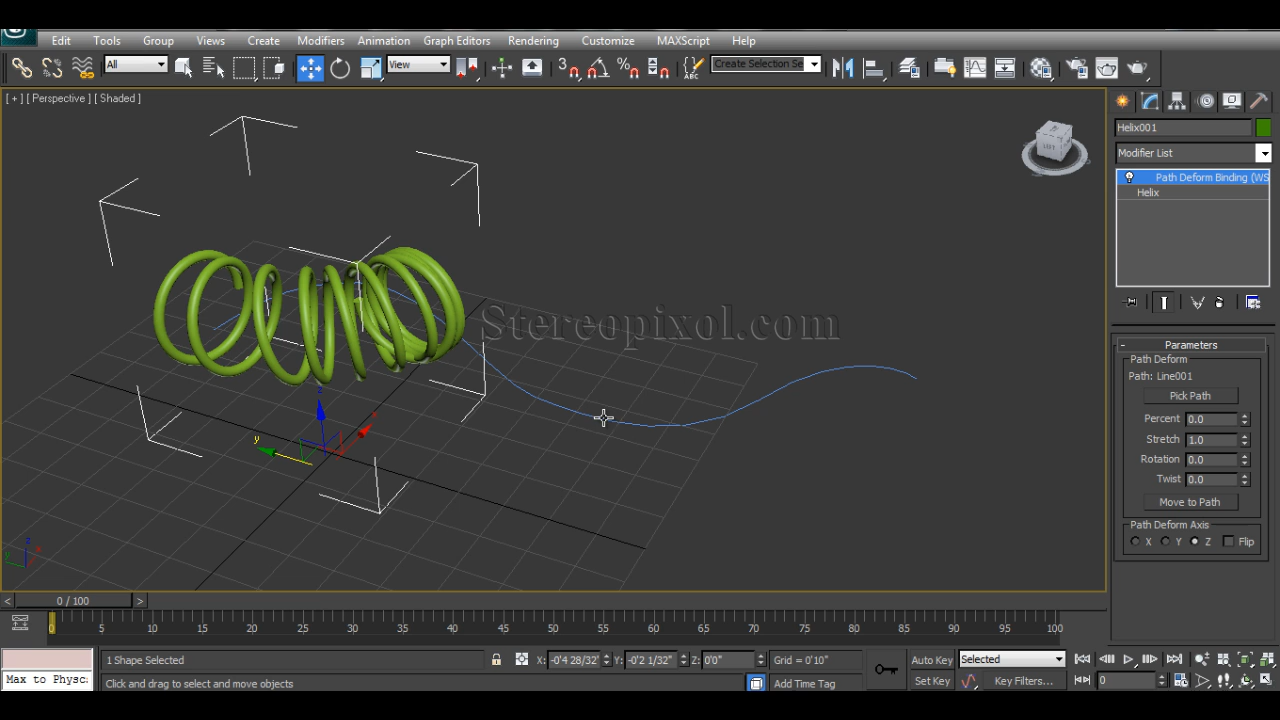 Edit Tools Group Views Create Modifiers Animation Graph Editors Rendering Customize MAXScript Help
All View Create Selection Se
[ + ] [ Perspective ] [ Shaded ]
Helix001
Modifier List
Path Deform Binding (WS
Helix
Stereopixol.com
- Parameters
Path Deform
Path: Line001
Pick Path
Percent 0.0
Stretch 1.0
Rotation 0.0
Twist 0.0
Move to Path
Path Deform Axis
X Y Z Flip
z
x
y
z
x
y
< 0 / 100 >
0 5 10 15 20 25 30 35 40 45 50 55 60 65 70 75 80 85 90 95 100
1 Shape Selected X: -0'4 28/32" Y: -0'2 1/32" Z: 0'0" Grid = 0'10" Auto Key Selected
Max to Physc: Click and drag to select and move objects Add Time Tag Set Key Key Filters... 0